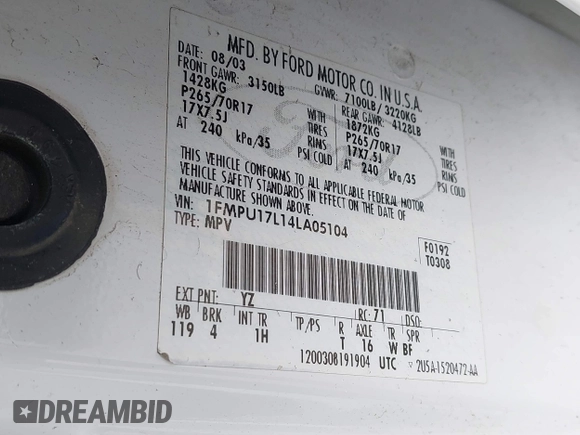 MFD. BY FORD MOTOR CO. IN U.S.A.
DATE: 08/03 GVWR: 7100LB/ 3220KG
FRONT GAWR: 3150LB REAR GAWR: 4128LB
1428KG WITH 1872KG WITH
P265/70R17 TIRES P265/70R17 TIRES
17X7.5J RIMS 17X7.5J RIMS
AT 240 kPa/35 PSI COLD AT 240 kPa/35 PSI COLD
THIS VEHICLE CONFORMS TO ALL APPLICABLE FEDERAL MOTOR
VEHICLE SAFETY STANDARDS IN EFFECT ON THE DATE OF
MANUFACTURE SHOWN ABOVE.
VIN: 1FMPU17L14LA05104
TYPE: MPV
F0192
T0308
EXT PNT: YZ RC: 71 DSO:
WB BRK INT TR TP/PS R AXLE TR SPR
119 4 1H T 16 W BF
1200308191904 UTC 2U5A-1520472-AA
Ford
DREAMBID